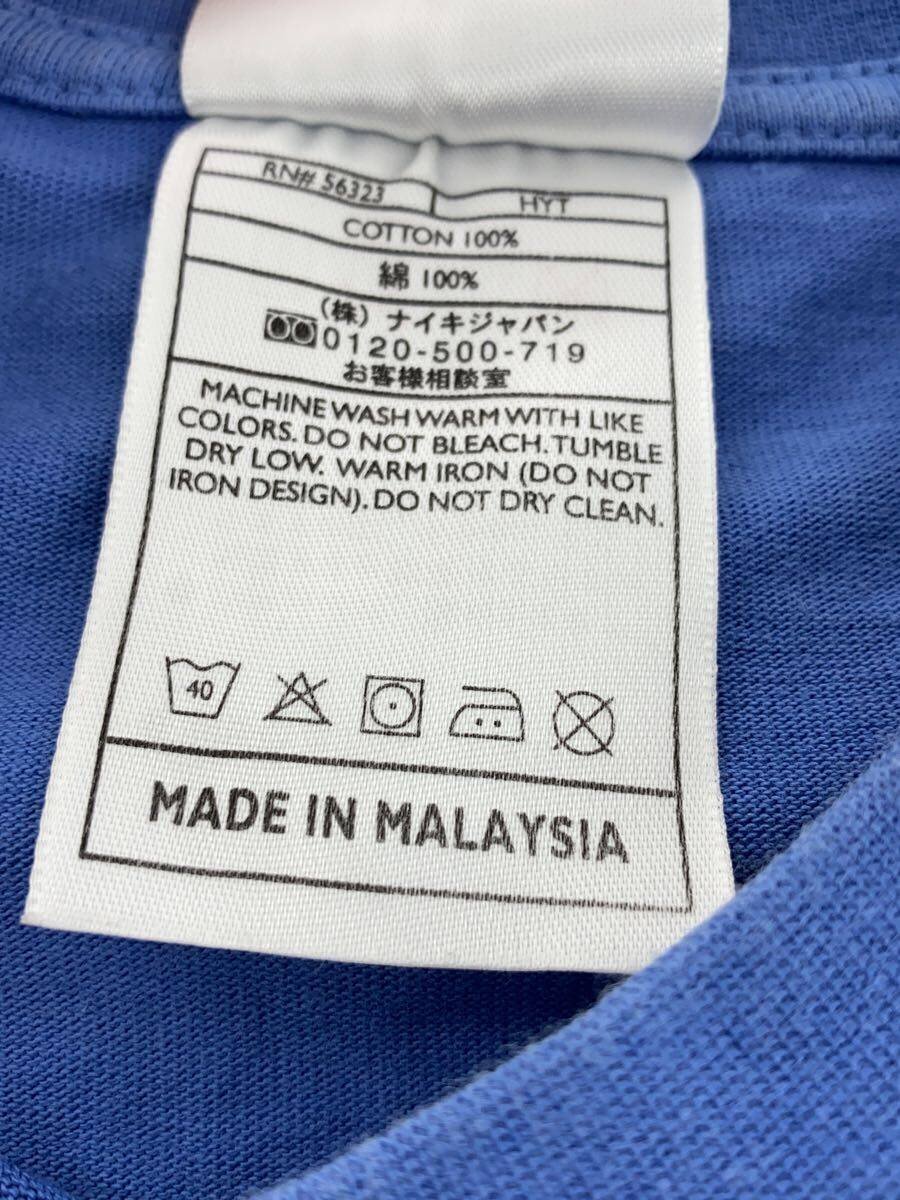 RN# 56323 HYT
COTTON 100%
綿 100%
(株) ナイキジャパン
0120-500-719
お客様相談室
MACHINE WASH WARM WITH LIKE
COLORS. DO NOT BLEACH. TUMBLE
DRY LOW. WARM IRON (DO NOT
IRON DESIGN). DO NOT DRY CLEAN.
40
MADE IN MALAYSIA